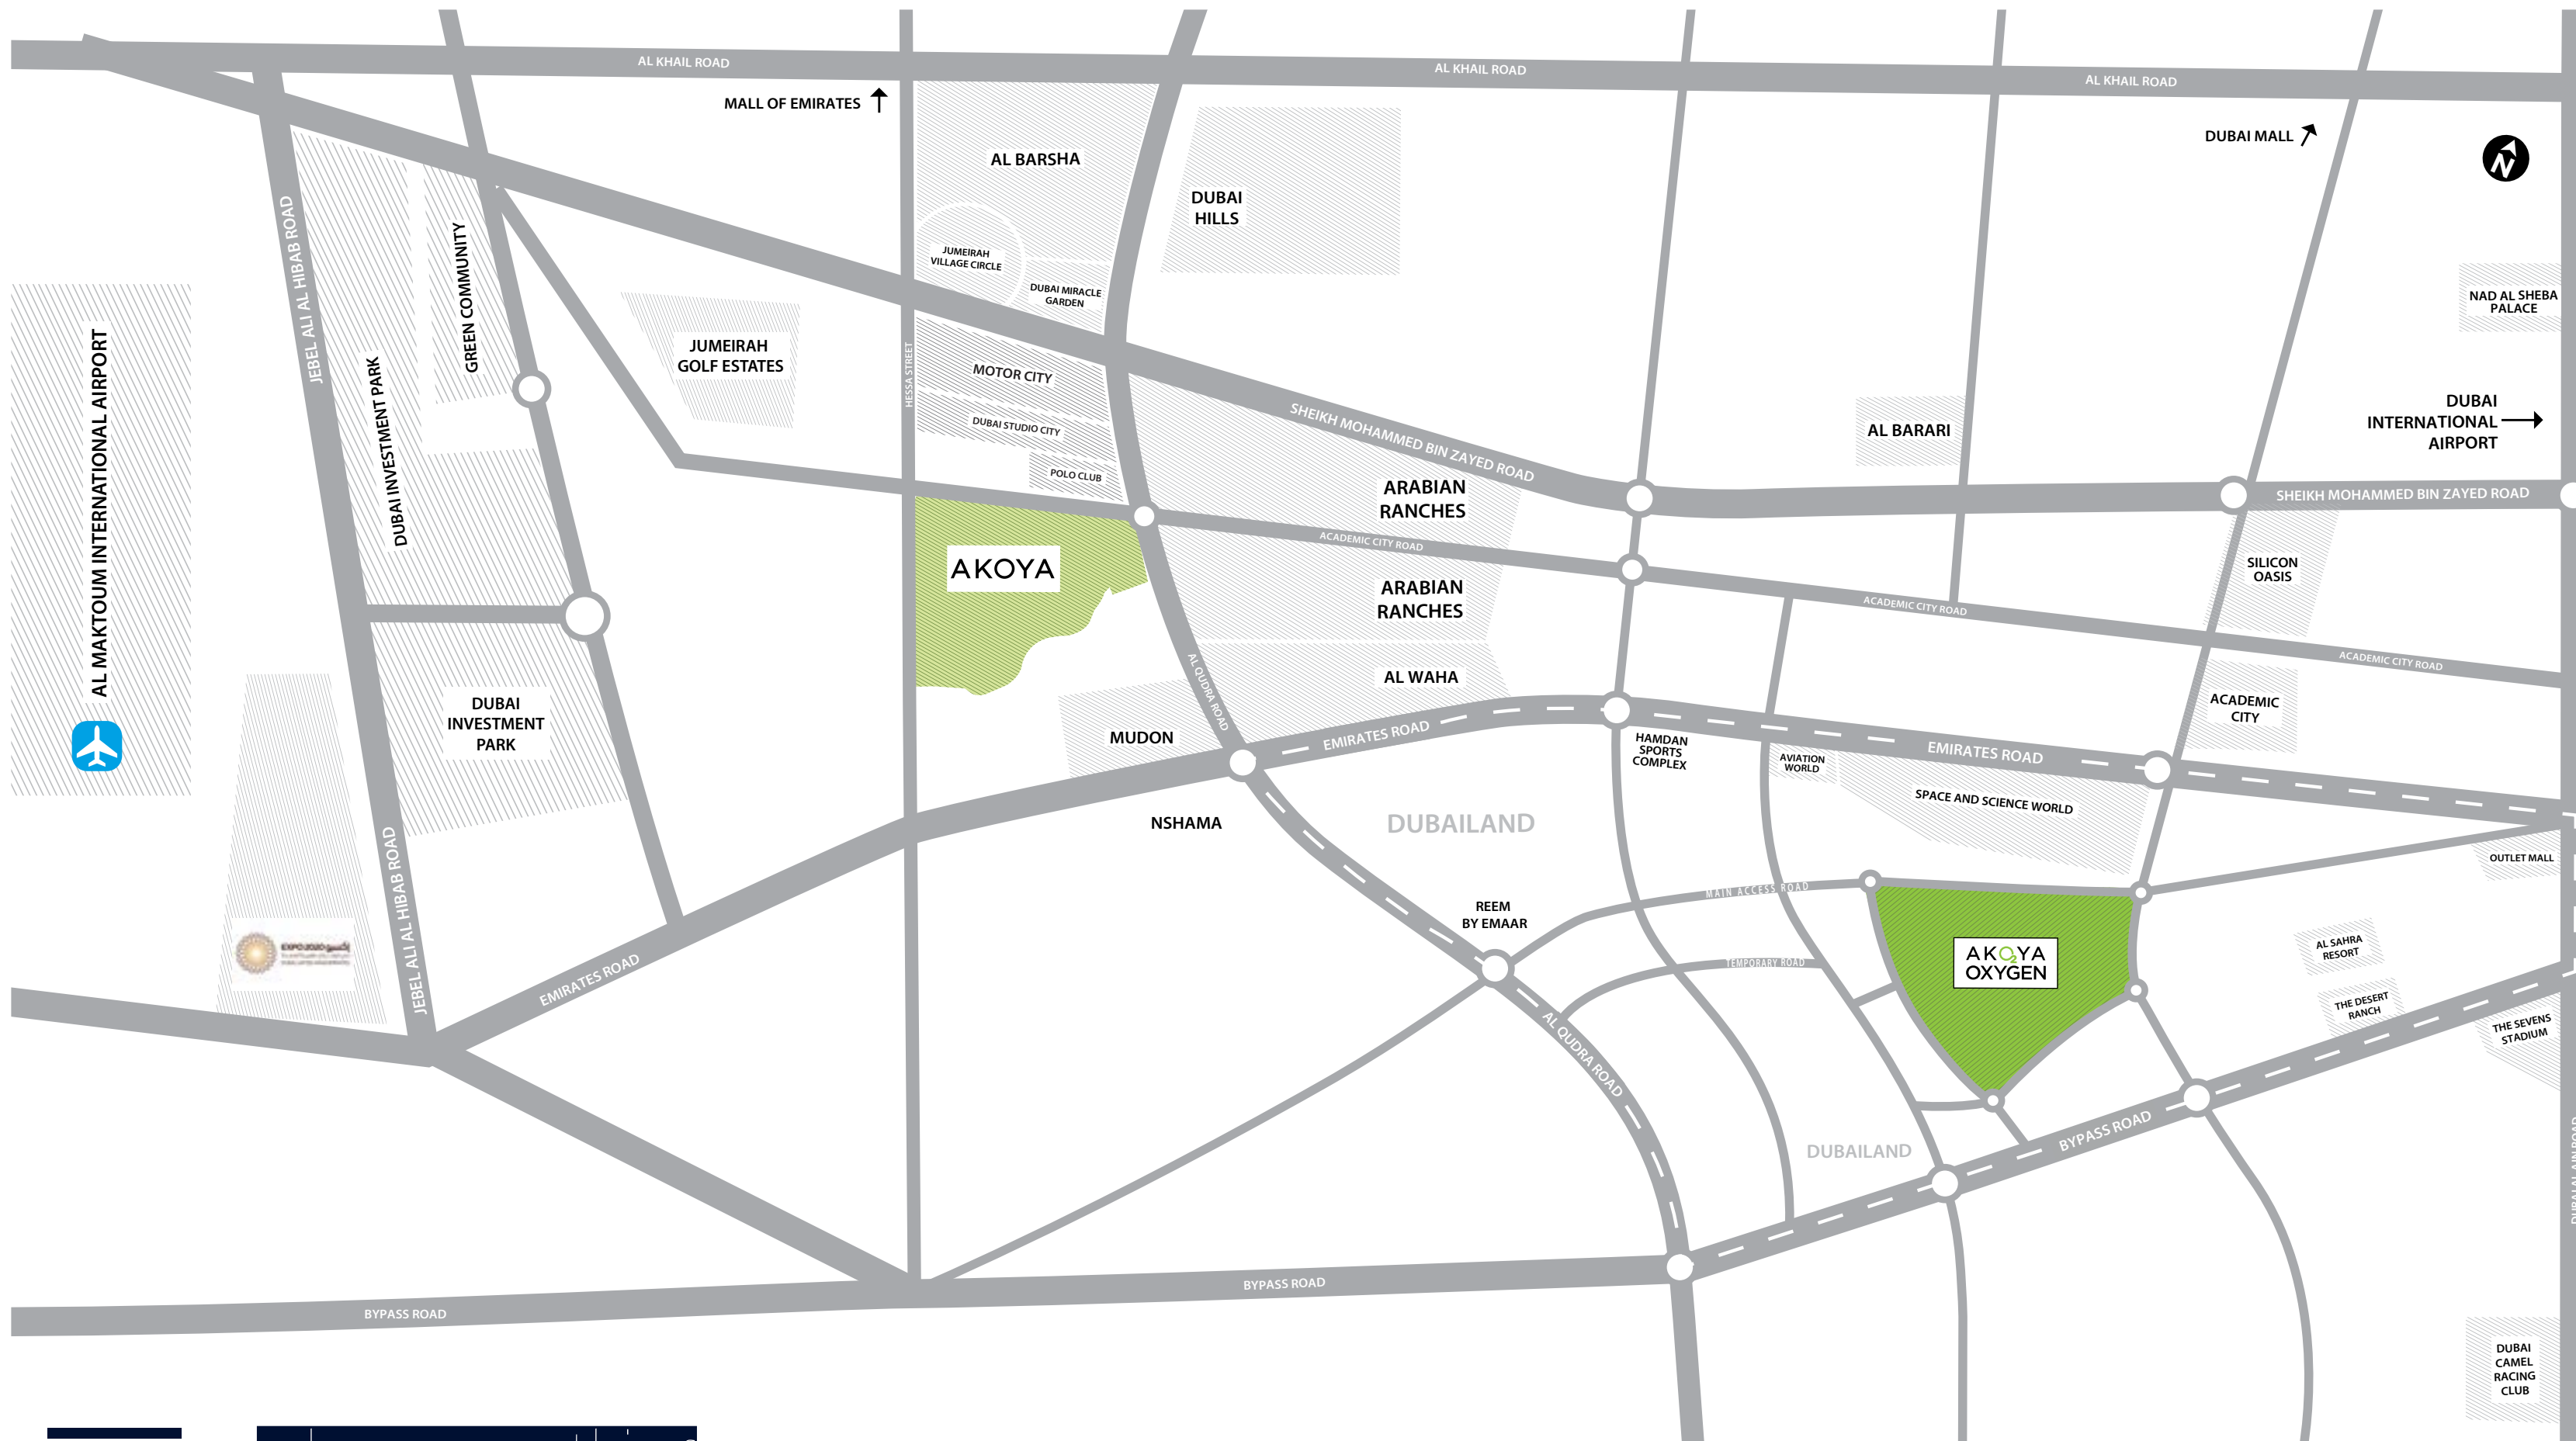 AL KHAIL ROAD
AL KHAIL ROAD
AL KHAIL ROAD
MALL OF EMIRATES
DUBAI MALL
N
AL BARSHA
DUBAI
HILLS
JUMEIRAH
VILLAGE CIRCLE
DUBAI MIRACLE
GARDEN
JEBEL ALI AL HIBAB ROAD
GREEN COMMUNITY
AL MAKTOUM INTERNATIONAL AIRPORT
DUBAI INVESTMENT PARK
JUMEIRAH
GOLF ESTATES
HESSA STREET
MOTOR CITY
DUBAI STUDIO CITY
POLO CLUB
SHEIKH MOHAMMED BIN ZAYED ROAD
NAD AL SHEBA
PALACE
AL BARARI
DUBAI
INTERNATIONAL
AIRPORT
SHEIKH MOHAMMED BIN ZAYED ROAD
ARABIAN
RANCHES
ACADEMIC CITY ROAD
AKOYA
ARABIAN
RANCHES
ACADEMIC CITY ROAD
SILICON
OASIS
ACADEMIC CITY ROAD
AL QUDRA ROAD
AL WAHA
DUBAI
INVESTMENT
PARK
MUDON
EMIRATES ROAD
HAMDAN
SPORTS
COMPLEX
AVIATION
WORLD
EMIRATES ROAD
ACADEMIC
CITY
SPACE AND SCIENCE WORLD
NSHAMA
DUBAILAND
OUTLET MALL
MAIN ACCESS ROAD
REEM
BY EMAAR
TEMPORARY ROAD
AKO2YA
OXYGEN
AL SAHRA
RESORT
THE DESERT
RANCH
THE SEVENS
STADIUM
JEBEL ALI AL HIBAB ROAD
EXPO 2020 إكسبو
EMIRATES ROAD
AL QUDRA ROAD
DUBAILAND
BYPASS ROAD
DUBAI AL AIN ROAD
BYPASS ROAD
BYPASS ROAD
DUBAI
CAMEL
RACING
CLUB